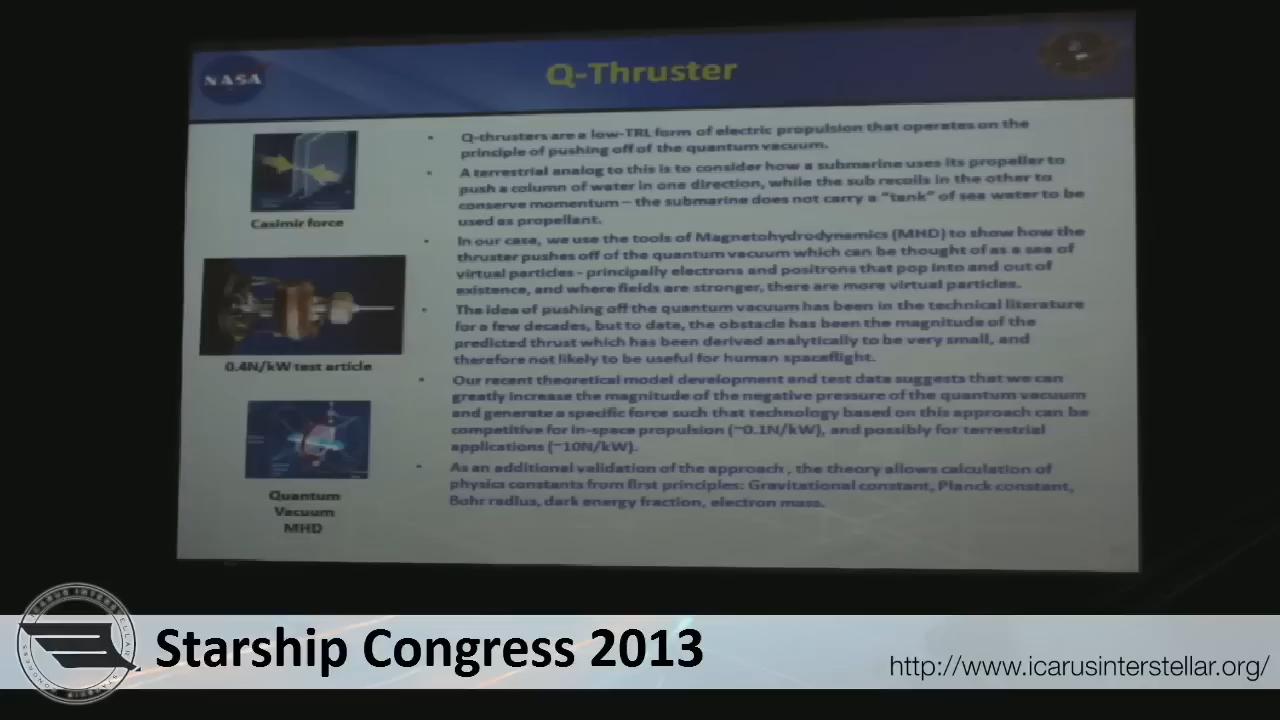 NASA
Q-Thruster
Casimir force
0.4N/kW test article
Quantum
Vacuum
MHD
• Q-thrusters are a low-TRL form of electric propulsion that operates on the
principle of pushing off of the quantum vacuum.
• A terrestrial analog to this is to consider how a submarine uses its propeller to
push a column of water in one direction, while the sub recoils in the other to
conserve momentum – the submarine does not carry a "tank" of sea water to be
used as propellant.
• In our case, we use the tools of Magnetohydrodynamics (MHD) to show how the
thruster pushes off of the quantum vacuum which can be thought of as a sea of
virtual particles - principally electrons and positrons that pop into and out of
existence, and where fields are stronger, there are more virtual particles.
• The idea of pushing off the quantum vacuum has been in the technical literature
for a few decades, but to date, the obstacle has been the magnitude of the
predicted thrust which has been derived analytically to be very small, and
therefore not likely to be useful for human spaceflight.
• Our recent theoretical model development and test data suggests that we can
greatly increase the magnitude of the negative pressure of the quantum vacuum
and generate a specific force such that technology based on this approach can be
competitive for in-space propulsion (~0.1N/kW), and possibly for terrestrial
applications (~10N/kW).
• As an additional validation of the approach, the theory allows calculation of
physics constants from first principles: Gravitational constant, Planck constant,
Bohr radius, dark energy fraction, electron mass.
ICARUS INTERSTELLAR
STARSHIP CONGRESS
Starship Congress 2013
http://www.icarusinterstellar.org/